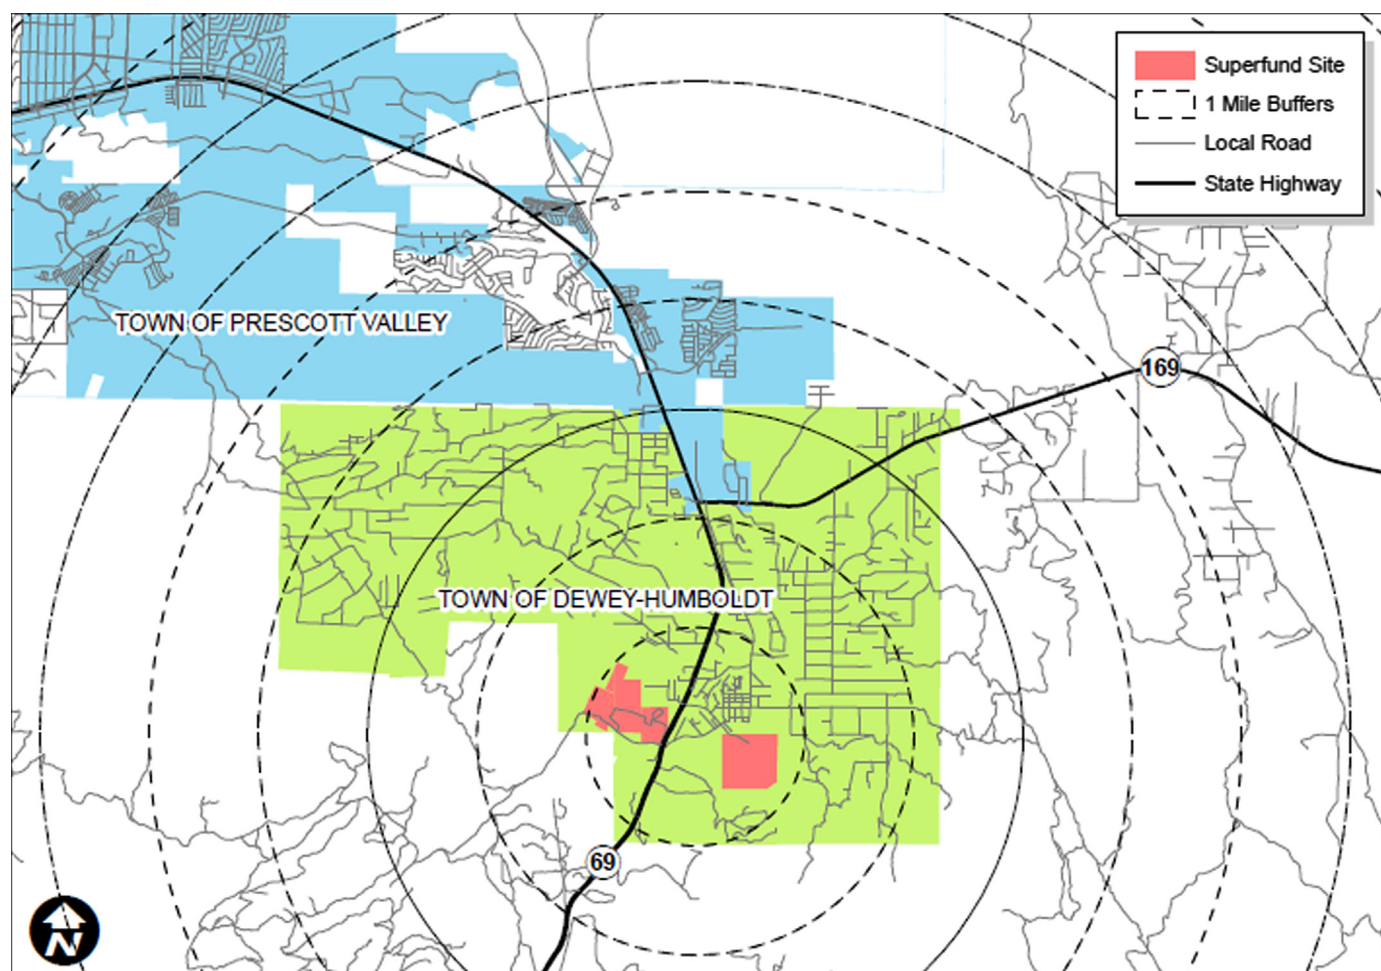 Superfund Site
1 Mile Buffers
Local Road
State Highway
TOWN OF PRESCOTT VALLEY
169
TOWN OF DEWEY-HUMBOLDT
69
N